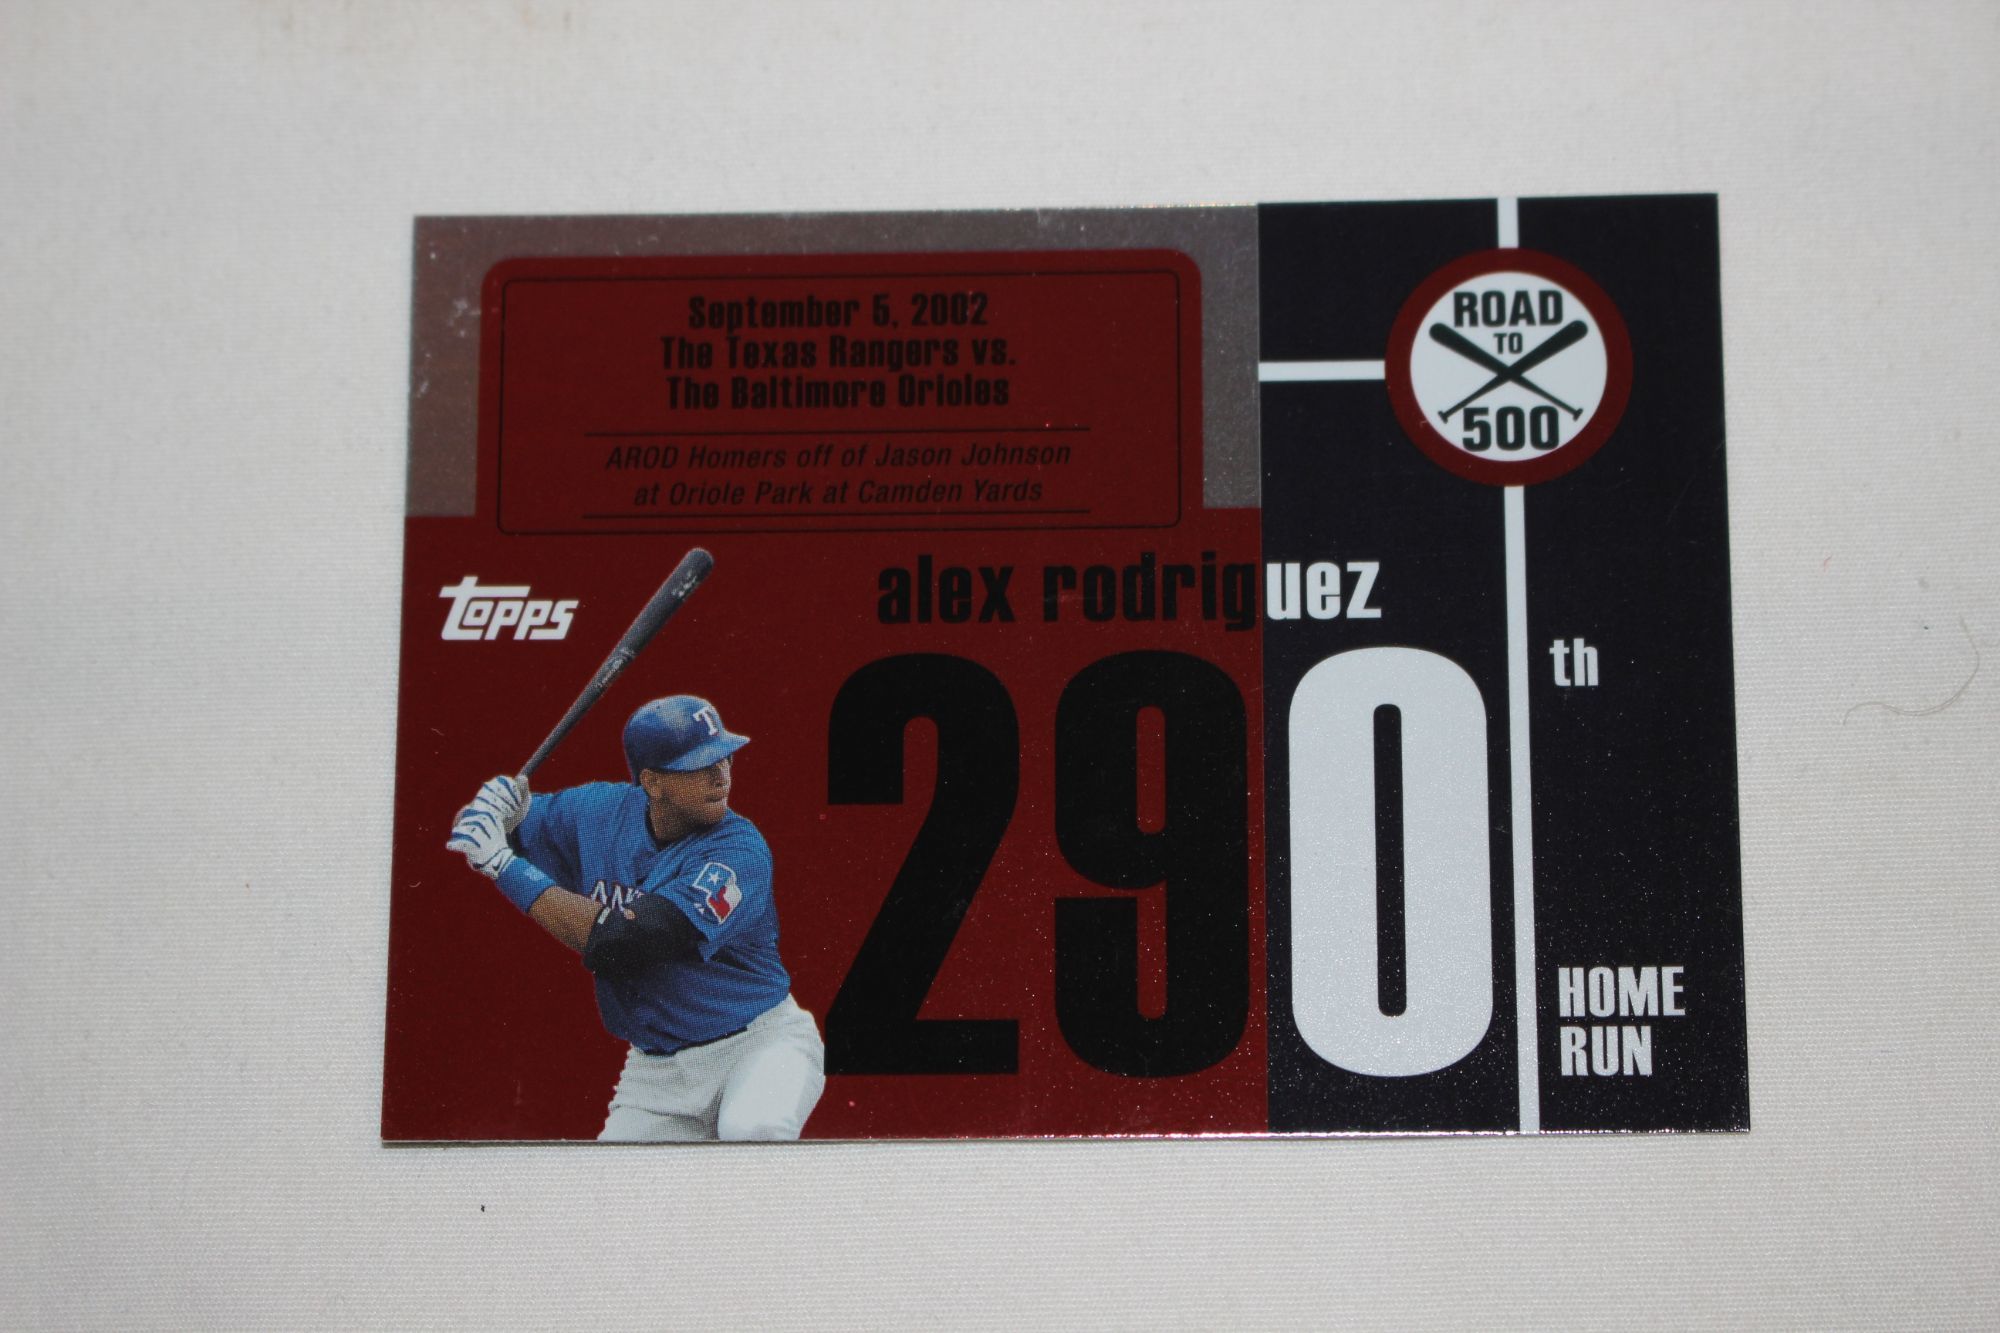 September 5, 2002
The Texas Rangers vs.
The Baltimore Orioles
AROD Homers off of Jason Johnson
at Oriole Park at Camden Yards
ROAD
TO
500
topps
alex rodriguez
290
th
HOME
RUN
T